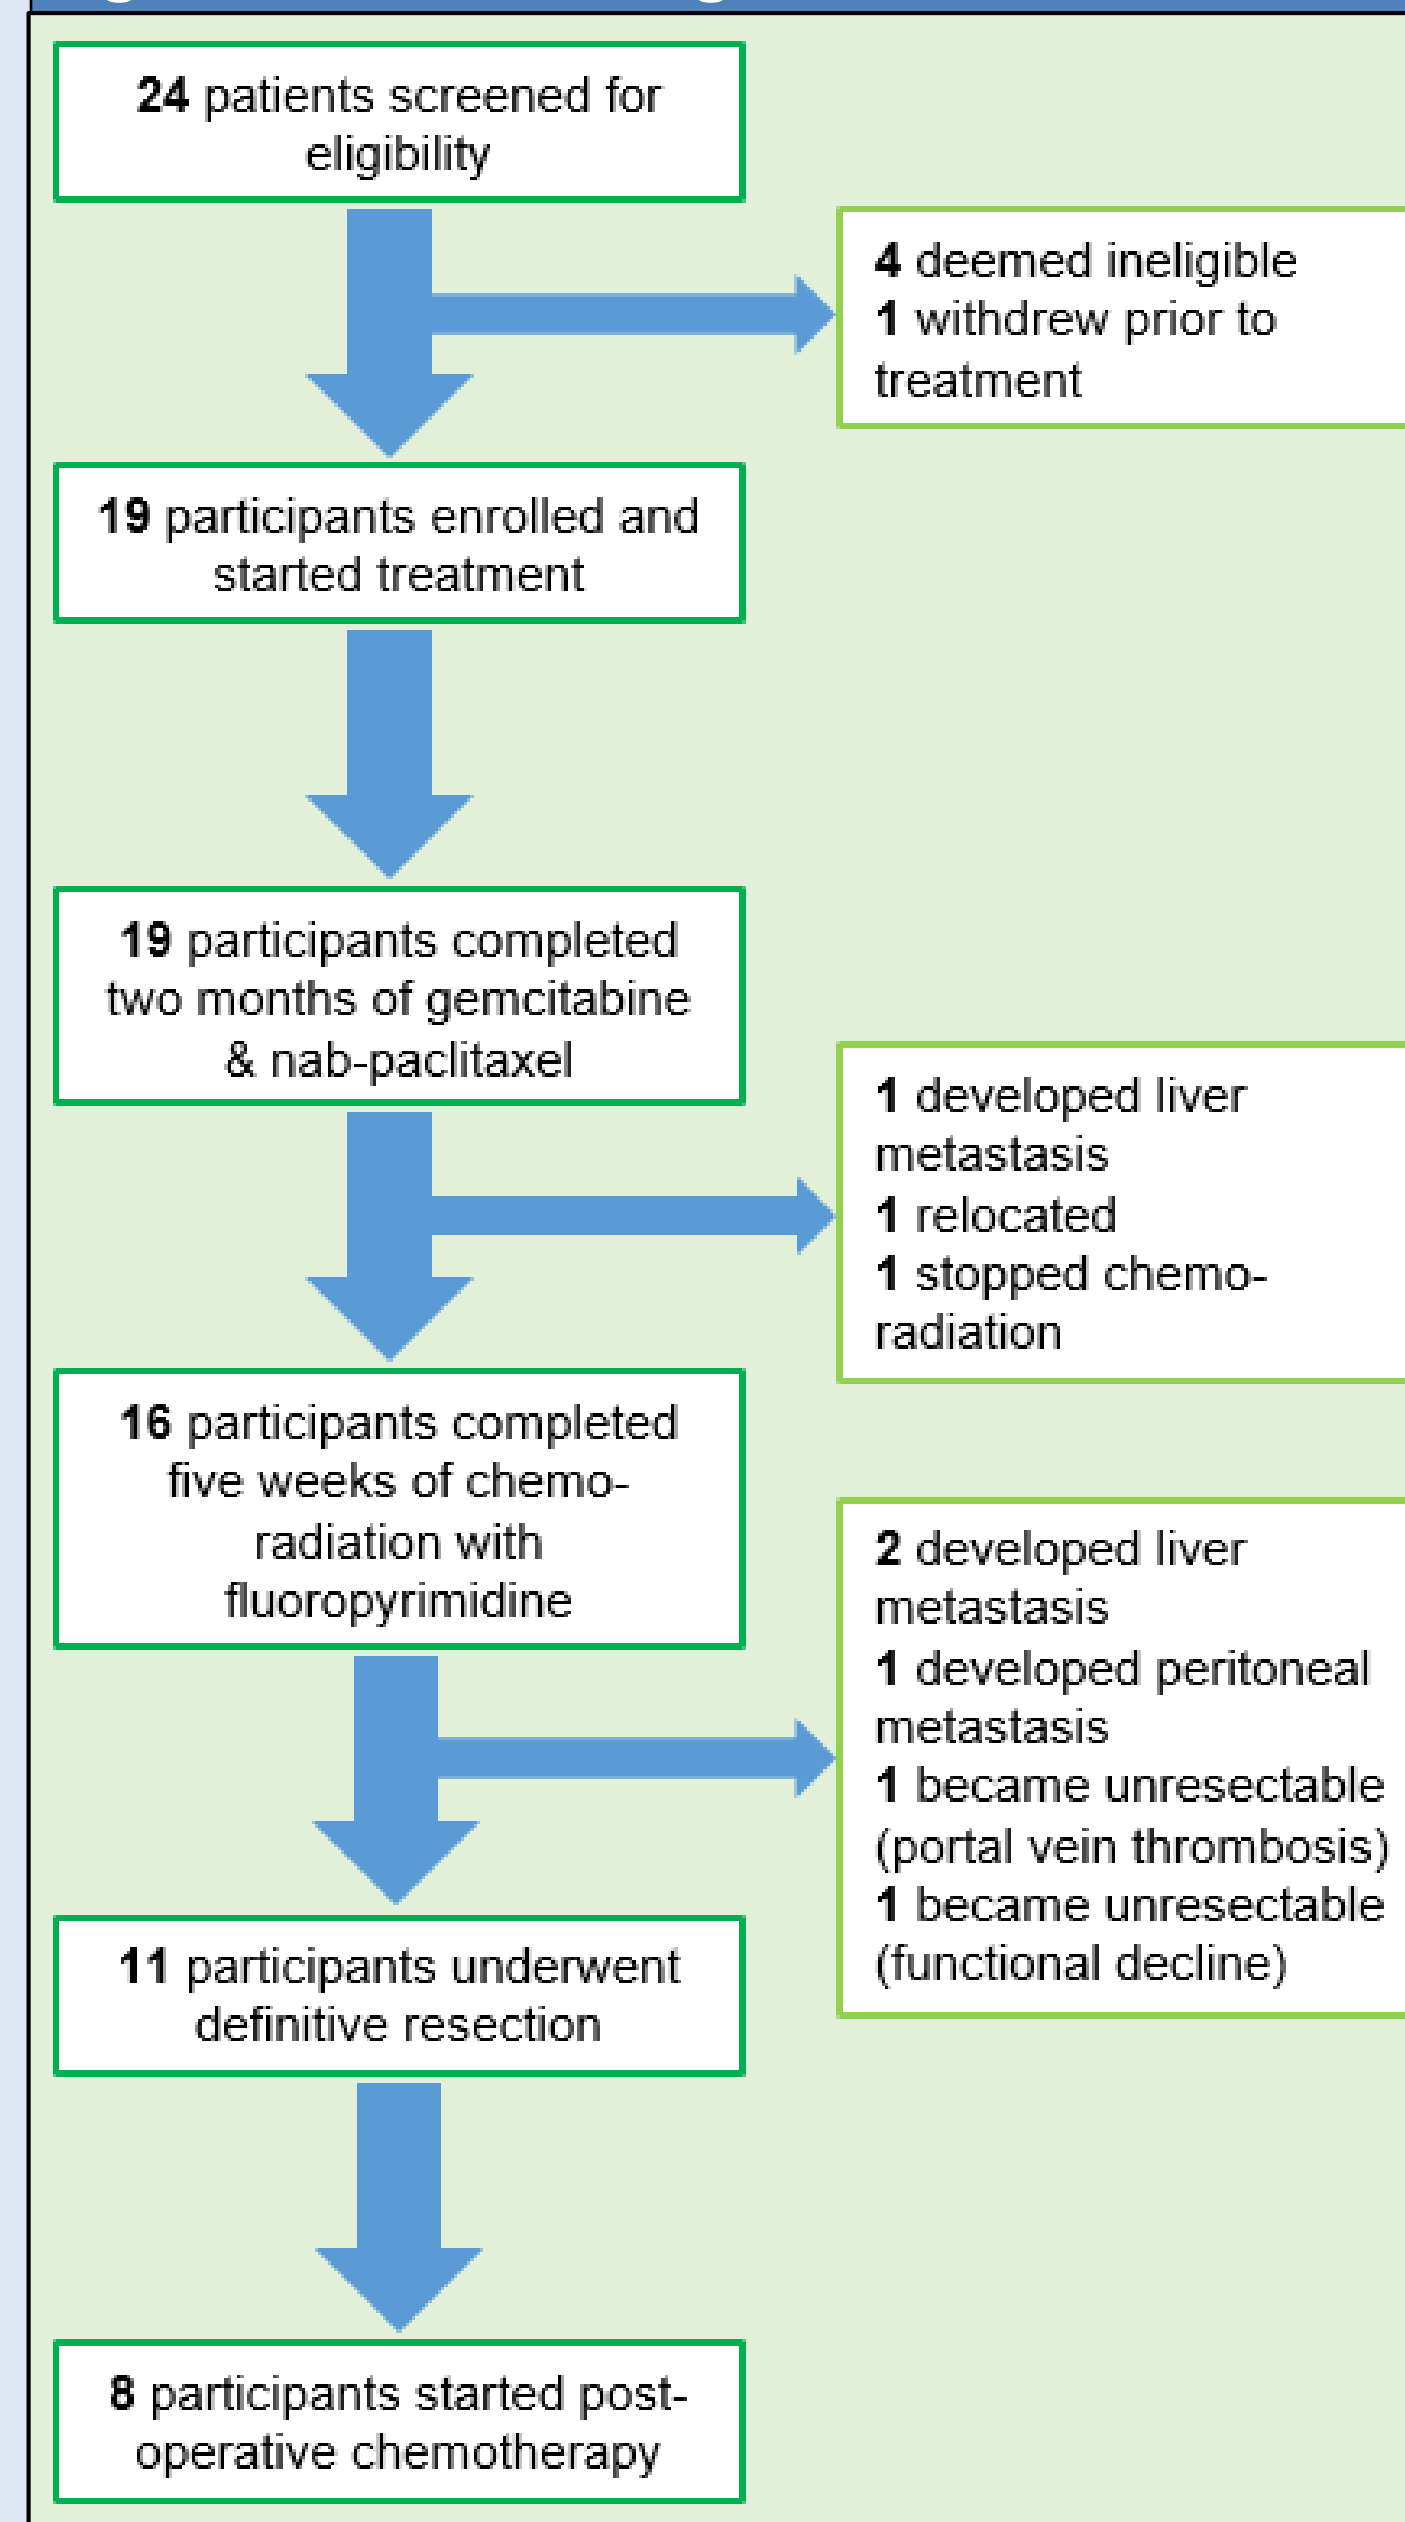 24 patients screened for
eligibility
4 deemed ineligible
1 withdrew prior to
treatment
19 participants enrolled and
started treatment
19 participants completed
two months of gemcitabine
& nab-paclitaxel
1 developed liver
metastasis
1 relocated
1 stopped chemo-
radiation
16 participants completed
five weeks of chemo-
radiation with
fluoropyrimidine
2 developed liver
metastasis
1 developed peritoneal
metastasis
1 became unresectable
(portal vein thrombosis)
1 became unresectable
(functional decline)
11 participants underwent
definitive resection
8 participants started post-
operative chemotherapy